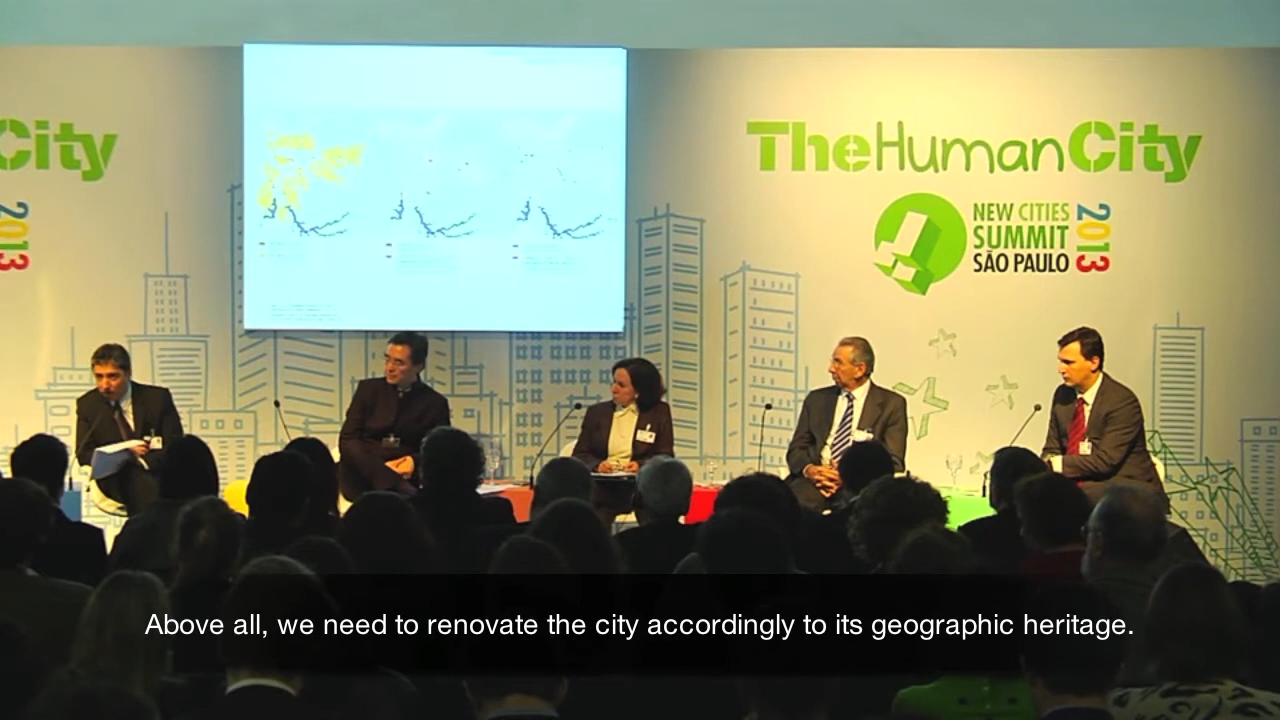 City
2013
TheHumanCity
NEW CITIES
SUMMIT
SÃO PAULO
2013
Above all, we need to renovate the city accordingly to its geographic heritage.